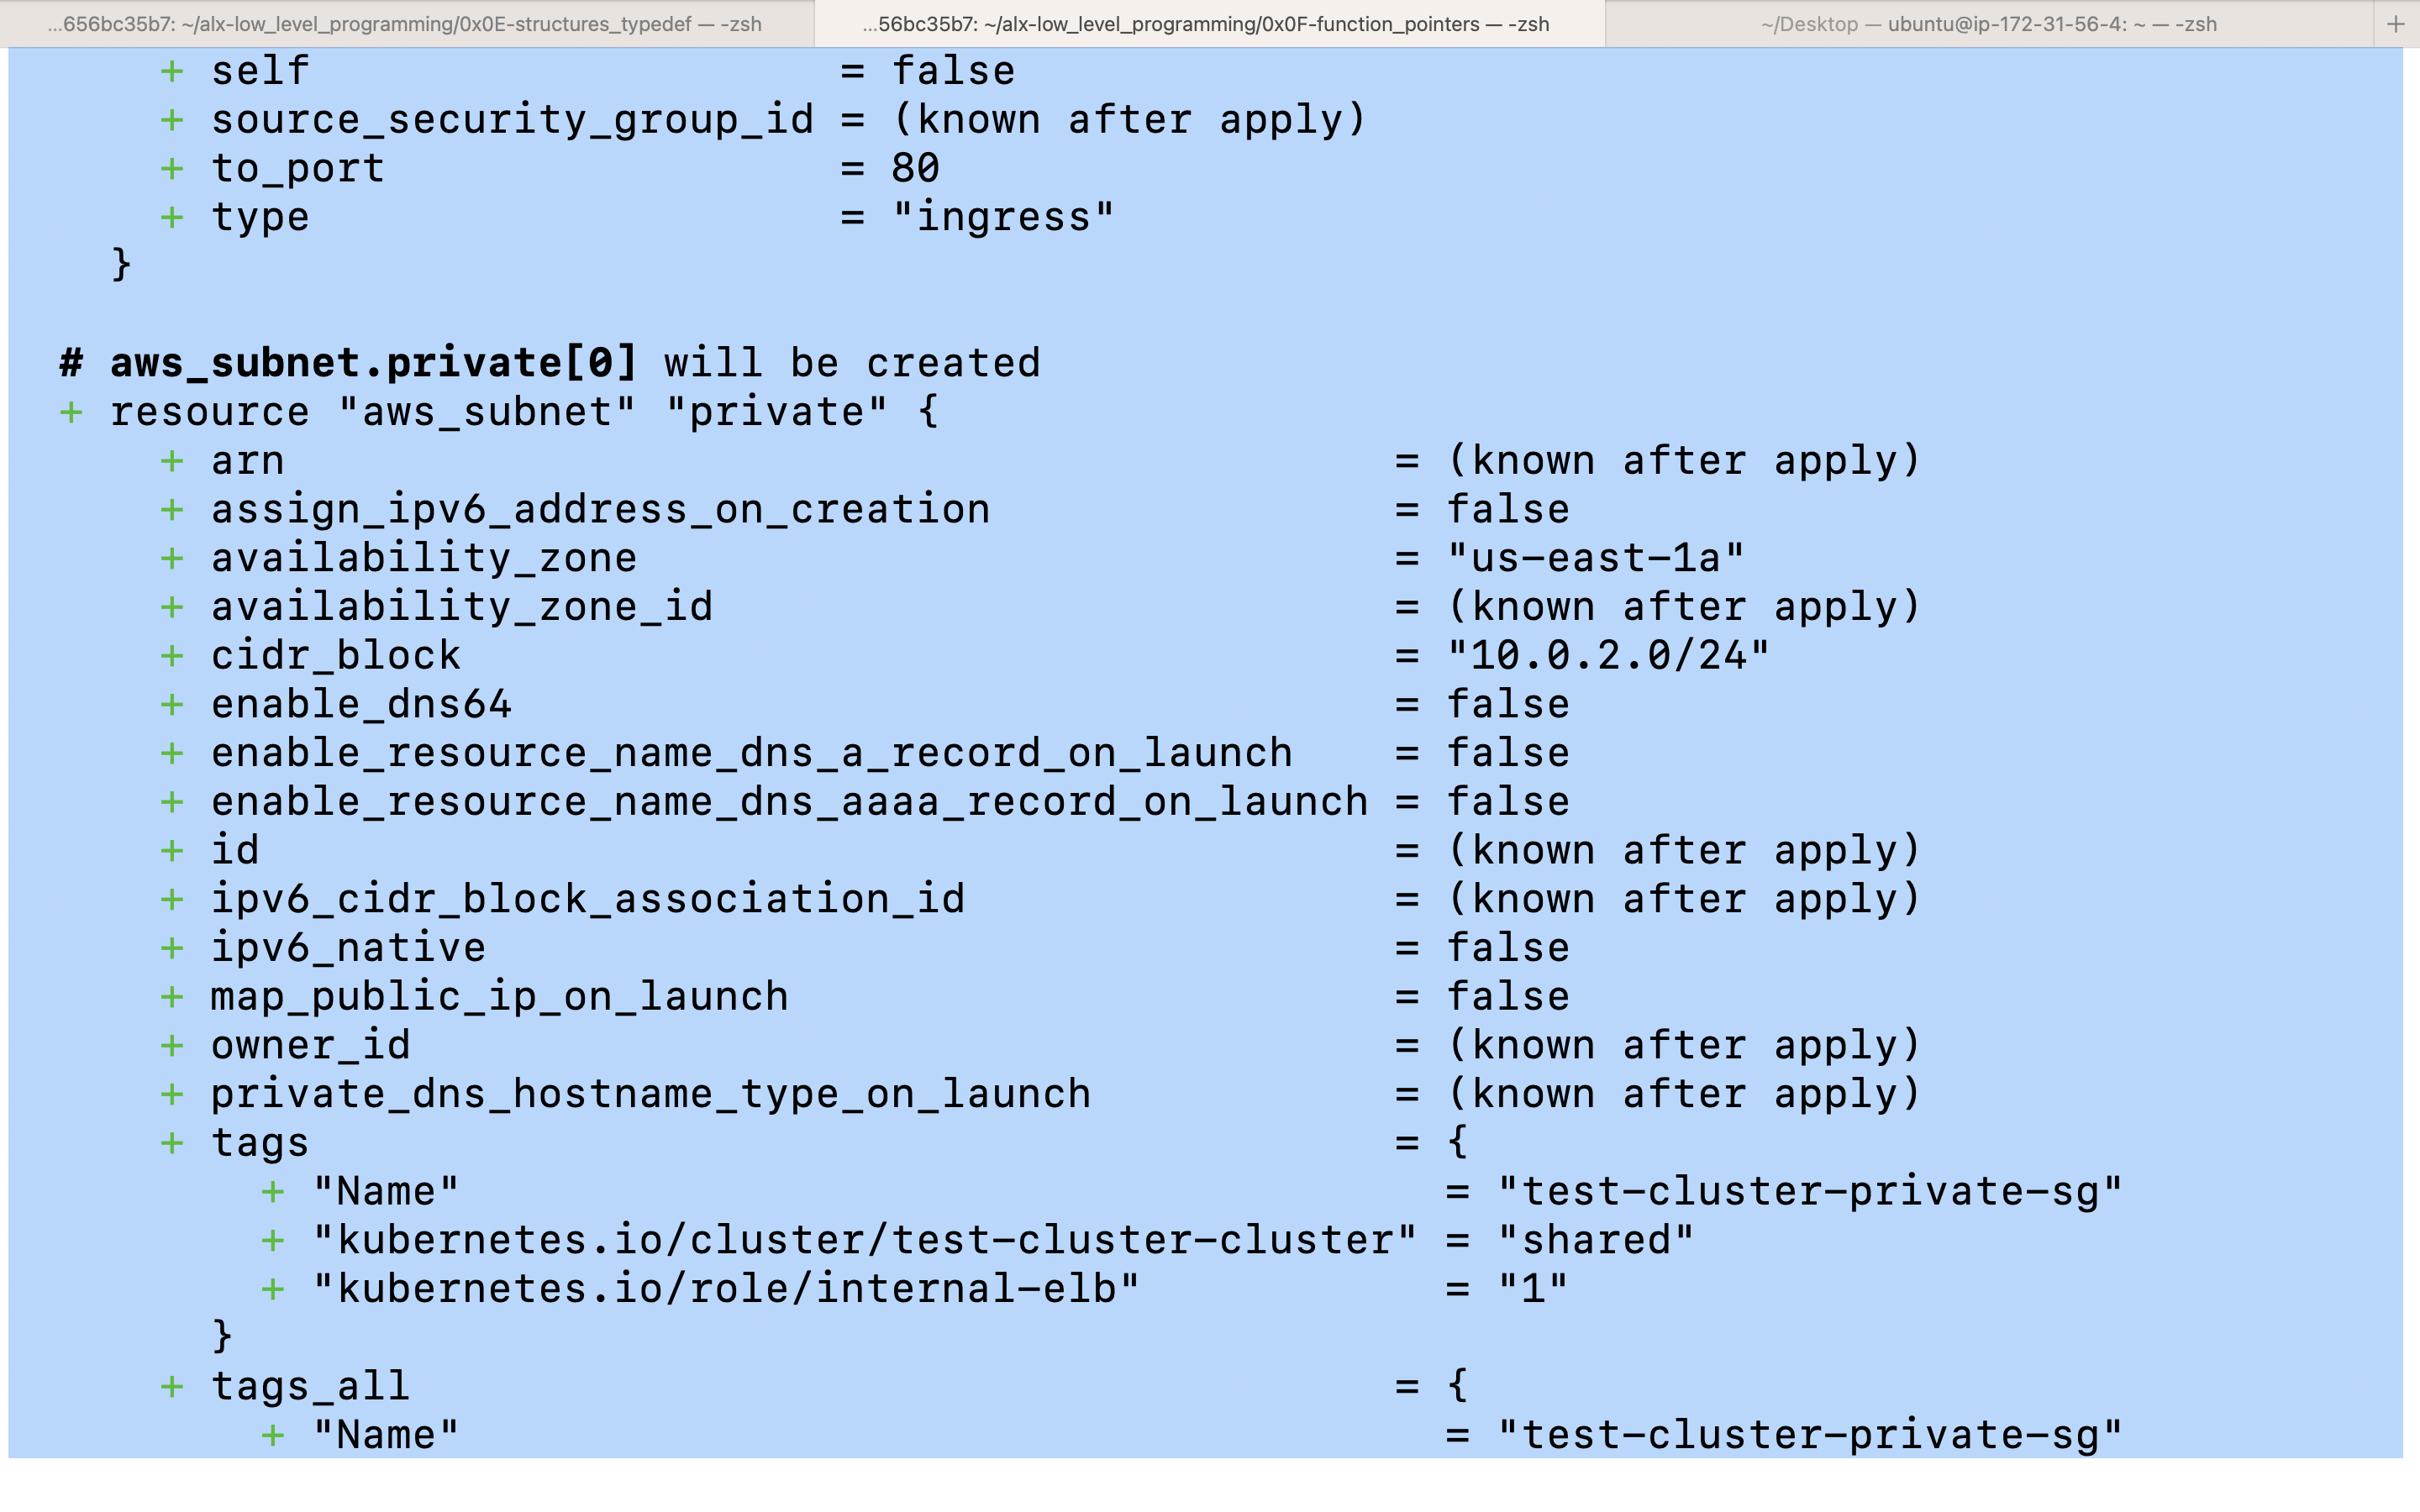 ...656bc35b7: ~/alx-low_level_programming/0x0E-structures_typedef — -zsh
...56bc35b7: ~/alx-low_level_programming/0x0F-function_pointers — -zsh
~/Desktop — ubuntu@ip-172-31-56-4: ~ — -zsh
+
+ self = false
+ source_security_group_id = (known after apply)
+ to_port = 80
+ type = "ingress"
}
# aws_subnet.private[0] will be created
+ resource "aws_subnet" "private" {
+ arn = (known after apply)
+ assign_ipv6_address_on_creation = false
+ availability_zone = "us-east-1a"
+ availability_zone_id = (known after apply)
+ cidr_block = "10.0.2.0/24"
+ enable_dns64 = false
+ enable_resource_name_dns_a_record_on_launch = false
+ enable_resource_name_dns_aaaa_record_on_launch = false
+ id = (known after apply)
+ ipv6_cidr_block_association_id = (known after apply)
+ ipv6_native = false
+ map_public_ip_on_launch = false
+ owner_id = (known after apply)
+ private_dns_hostname_type_on_launch = (known after apply)
+ tags = {
+ "Name" = "test-cluster-private-sg"
+ "kubernetes.io/cluster/test-cluster-cluster" = "shared"
+ "kubernetes.io/role/internal-elb" = "1"
}
+ tags_all = {
+ "Name" = "test-cluster-private-sg"